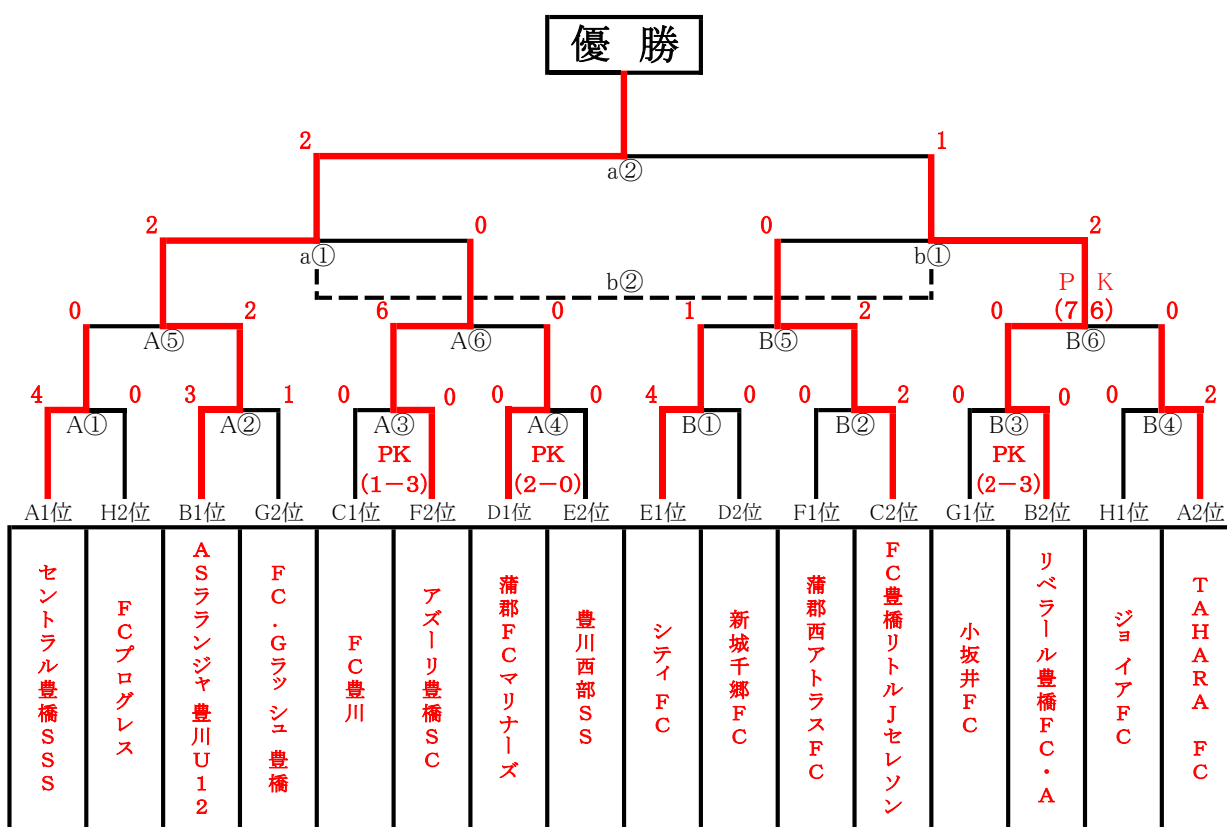 優 勝
2 1
a②
2 0 0 2
a① b①
b②
P K
0 2 6 0 1 2 0 (7 6) 0
A⑤ A⑥ B⑤ B⑥
4 0 3 1 0 0 0 0 4 0 0 2 0 0 0 2
A① A② A③ A④ B① B② B③ B④
PK PK PK
(1−3) (2−0) (2−3)
A1位 H2位 B1位 G2位 C1位 F2位 D1位 E2位 E1位 D2位 F1位 C2位 G1位 B2位 H1位 A2位
セントラル豊橋SSS
FCプログレス
ASラランジャ豊川U12
FC.Gラッシュ豊橋
FC豊川
アズーリ豊橋SC
蒲郡FCマリナーズ
豊川西部SS
シティFC
新城千郷FC
蒲郡西アトラスFC
FC豊橋リトルJセレソン
小坂井FC
リベラール豊橋FC・A
ジョイアFC
TAHARA FC